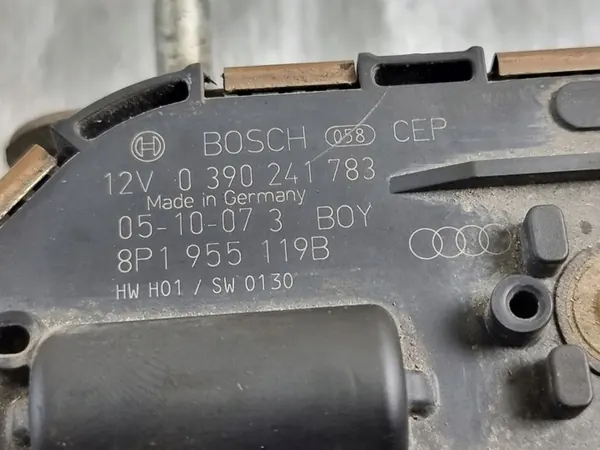 BOSCH 058 CEP
12V 0 390 241 783
Made in Germany
05-10-07 3 BOY
8P1 955 119B
HW H01 / SW 0130